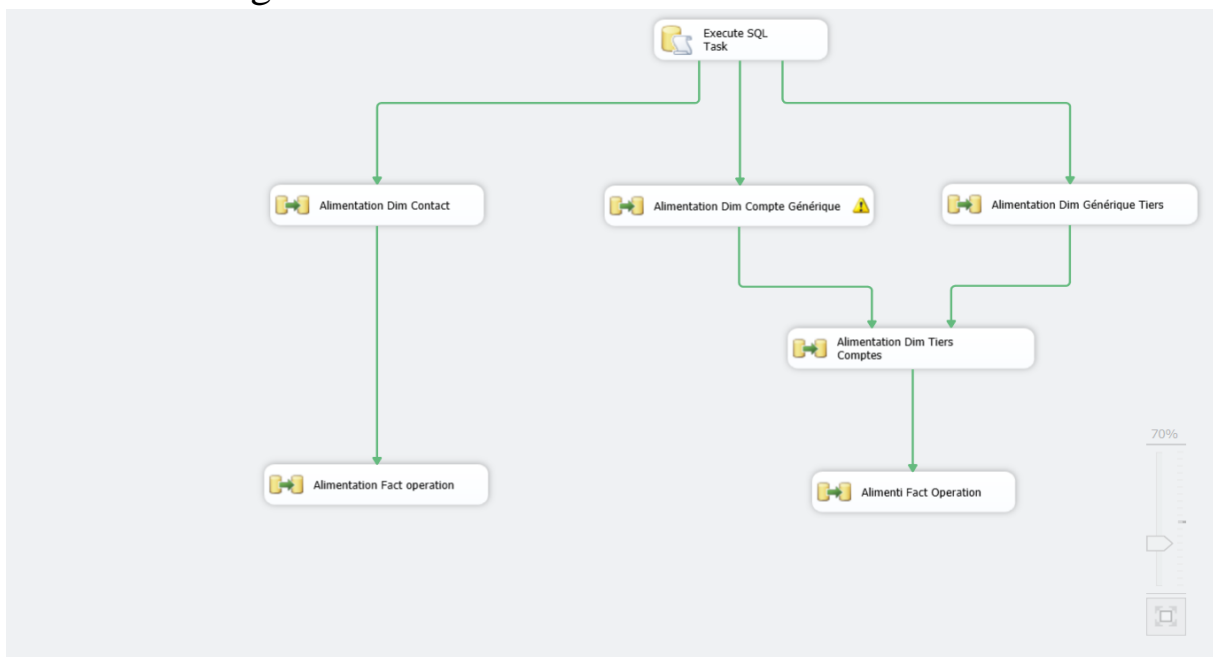 Execute SQL
Task
Alimentation Dim Contact
Alimentation Dim Compte Générique
Alimentation Dim Générique Tiers
Alimentation Dim Tiers
Comptes
70%
Alimentation Fact operation
Alimenti Fact Operation